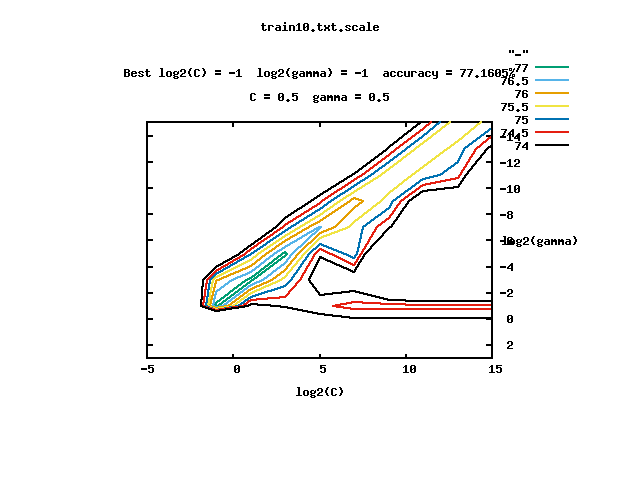 train10.txt.scale
"-"
Best log2(C) = -1  log2(gamma) = -1  accuracy = 77.1605%
77
76.5
C = 0.5  gamma = 0.5
76
75.5
75
74.5
74
-14
-12
-10
-8
-6
log2(gamma)
-4
-2
0
2
-5 0 5 10 15
log2(C)